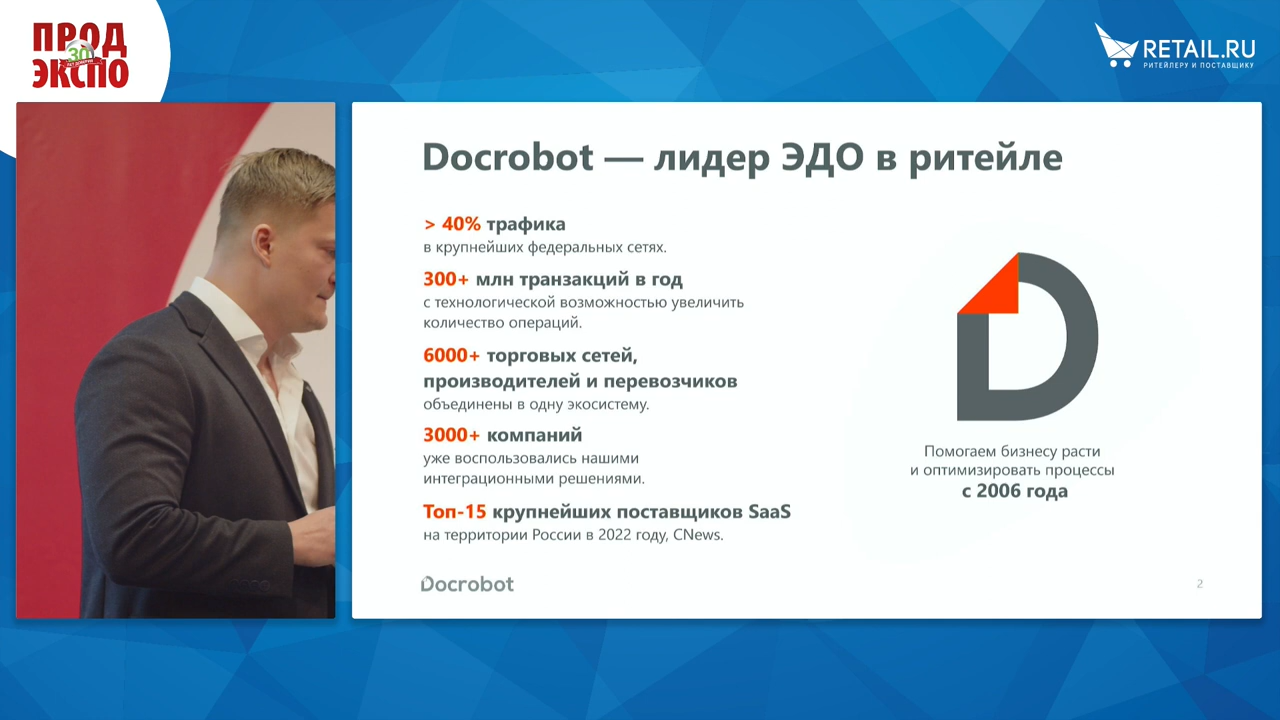 ПРОД
30
ЭКСПО
RETAIL.RU
РИТЕЙЛЕРУ И ПОСТАВЩИКУ
Docrobot — лидер ЭДО в ритейле
> 40% трафика
в крупнейших федеральных сетях.
300+ млн транзакций в год
с технологической возможностью увеличить
количество операций.
6000+ торговых сетей,
производителей и перевозчиков
объединены в одну экосистему.
3000+ компаний
уже воспользовались нашими
интеграционными решениями.
Топ-15 крупнейших поставщиков SaaS
на территории России в 2022 году, CNews.
Помогаем бизнесу расти
и оптимизировать процессы
с 2006 года
Docrobot
2